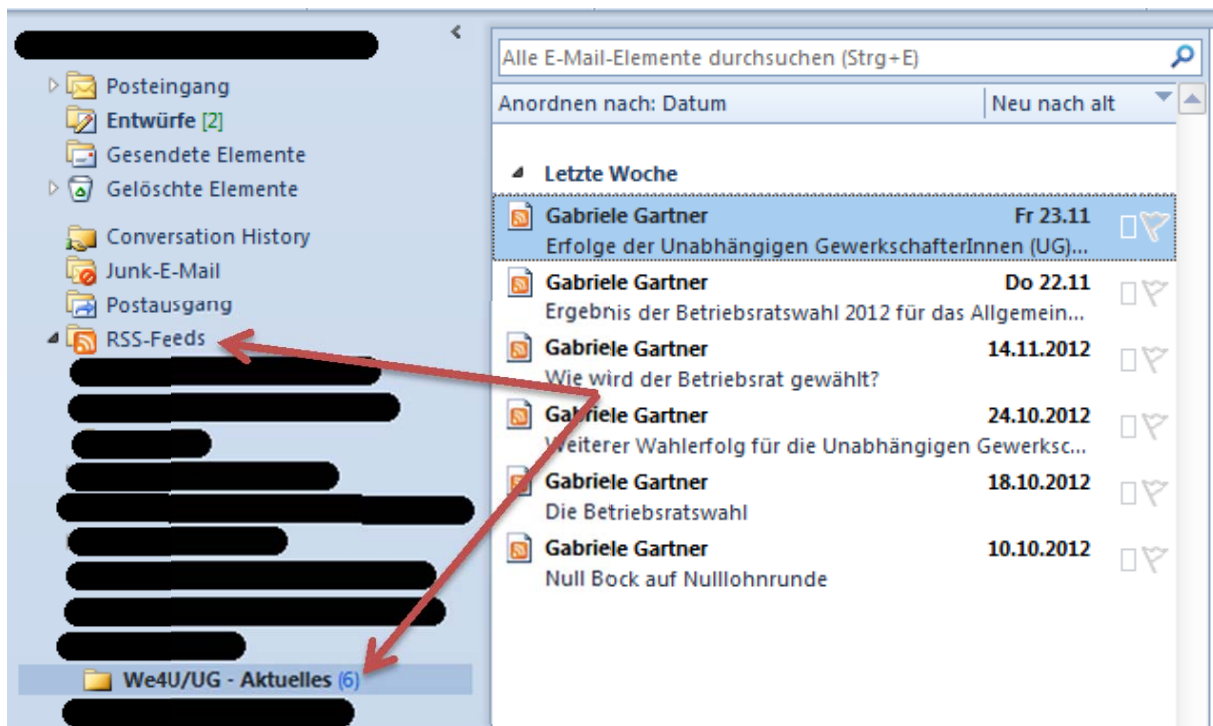 Posteingang
Entwürfe [2]
Gesendete Elemente
Gelöschte Elemente
Conversation History
Junk-E-Mail
Postausgang
RSS-Feeds
We4U/UG - Aktuelles (6)
Alle E-Mail-Elemente durchsuchen (Strg+E)
Anordnen nach: Datum Neu nach alt
Letzte Woche
Gabriele Gartner Fr 23.11
Erfolge der Unabhängigen GewerkschafterInnen (UG)...
Gabriele Gartner Do 22.11
Ergebnis der Betriebsratswahl 2012 für das Allgemein...
Gabriele Gartner 14.11.2012
Wie wird der Betriebsrat gewählt?
Gabriele Gartner 24.10.2012
Weiterer Wahlerfolg für die Unabhängigen Gewerksc...
Gabriele Gartner 18.10.2012
Die Betriebsratswahl
Gabriele Gartner 10.10.2012
Null Bock auf Nulllohnrunde